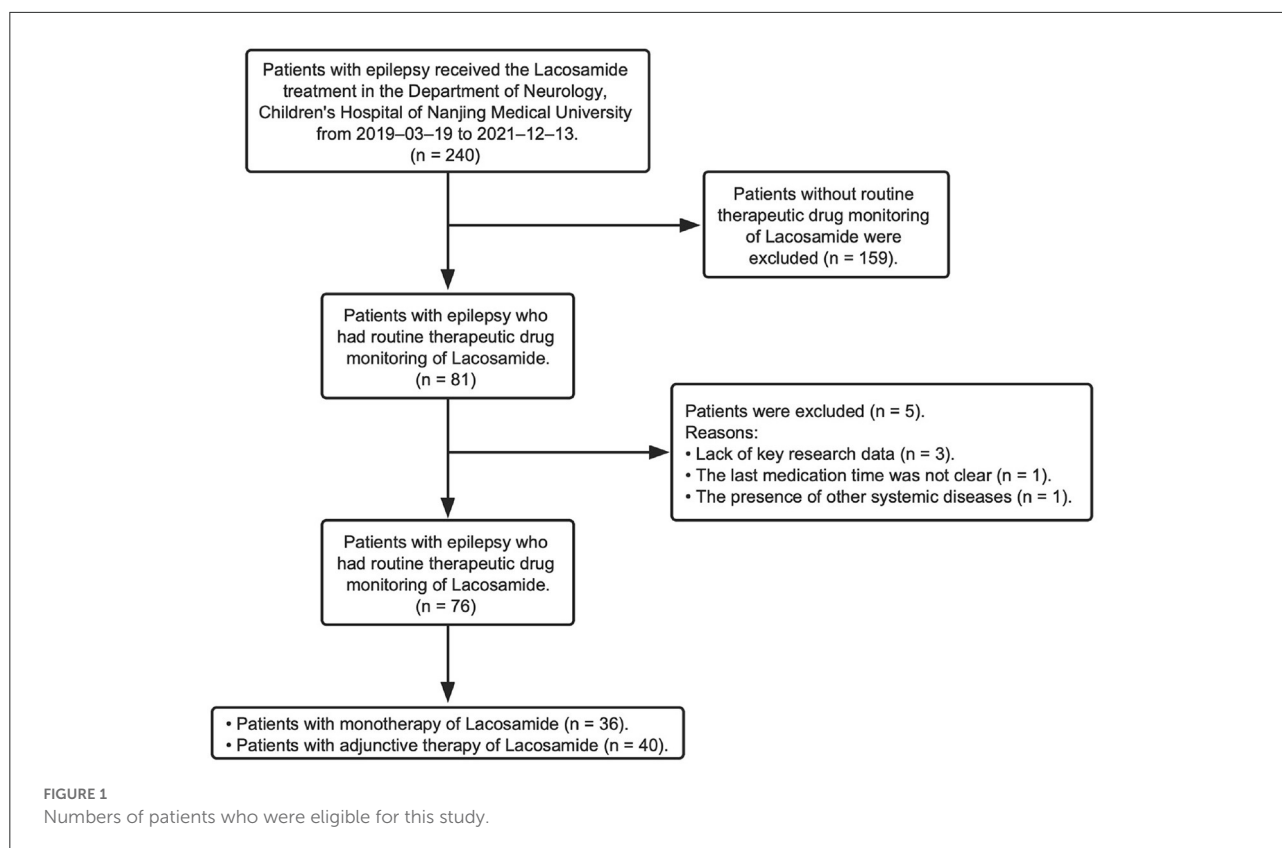 Patients with epilepsy received the Lacosamide
treatment in the Department of Neurology,
Children's Hospital of Nanjing Medical University
from 2019–03–19 to 2021–12–13.
(n = 240)
Patients without routine
therapeutic drug monitoring
of Lacosamide were
excluded (n = 159).
Patients with epilepsy who
had routine therapeutic drug
monitoring of Lacosamide.
(n = 81)
Patients were excluded (n = 5).
Reasons:
• Lack of key research data (n = 3).
• The last medication time was not clear (n = 1).
• The presence of other systemic diseases (n = 1).
Patients with epilepsy who
had routine therapeutic drug
monitoring of Lacosamide.
(n = 76)
• Patients with monotherapy of Lacosamide (n = 36).
• Patients with adjunctive therapy of Lacosamide (n = 40).
FIGURE 1
Numbers of patients who were eligible for this study.